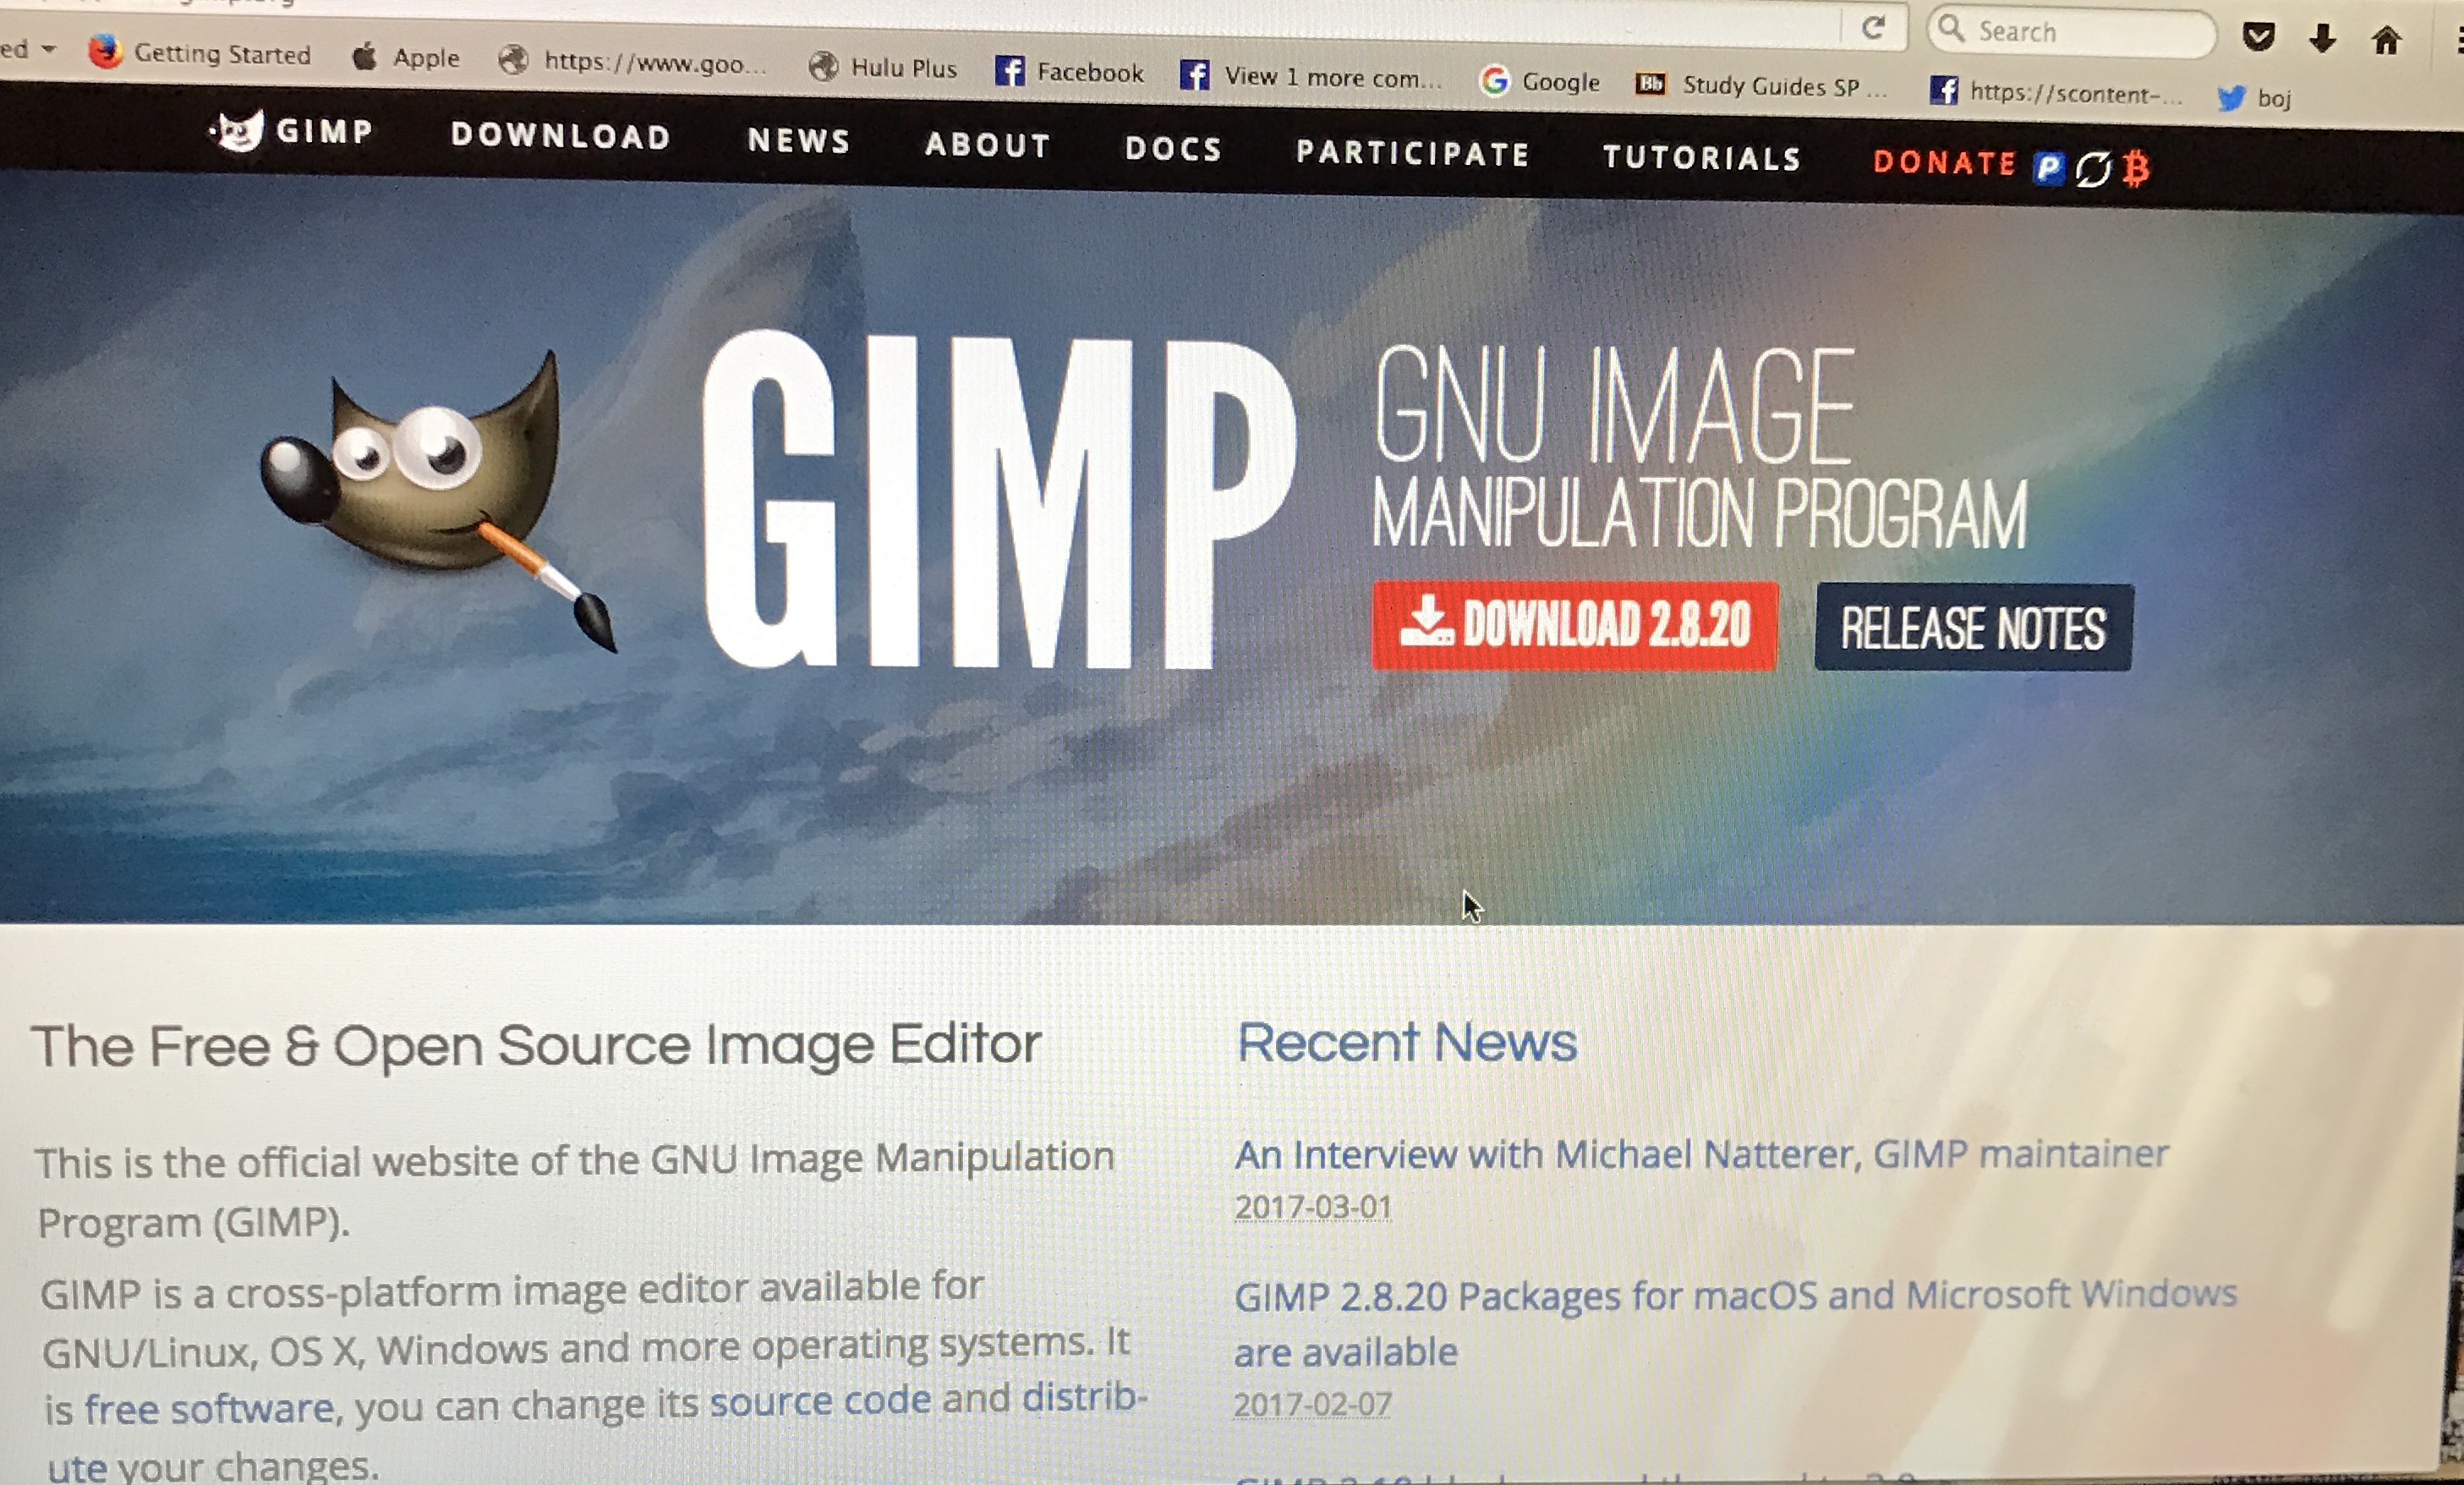 ed
Getting Started
Apple
https://www.goo...
Hulu Plus
Facebook
View 1 more com...
Google
Study Guides SP ...
https://scontent-...
boj
Search
GIMP
DOWNLOAD
NEWS
ABOUT
DOCS
PARTICIPATE
TUTORIALS
DONATE
GIMP
GNU IMAGE
MANIPULATION PROGRAM
DOWNLOAD 2.8.20
RELEASE NOTES
The Free & Open Source Image Editor
This is the official website of the GNU Image Manipulation
Program (GIMP).
GIMP is a cross-platform image editor available for
GNU/Linux, OS X, Windows and more operating systems. It
is free software, you can change its source code and distrib-
ute your changes.
Recent News
An Interview with Michael Natterer, GIMP maintainer
2017-03-01
GIMP 2.8.20 Packages for macOS and Microsoft Windows
are available
2017-02-07